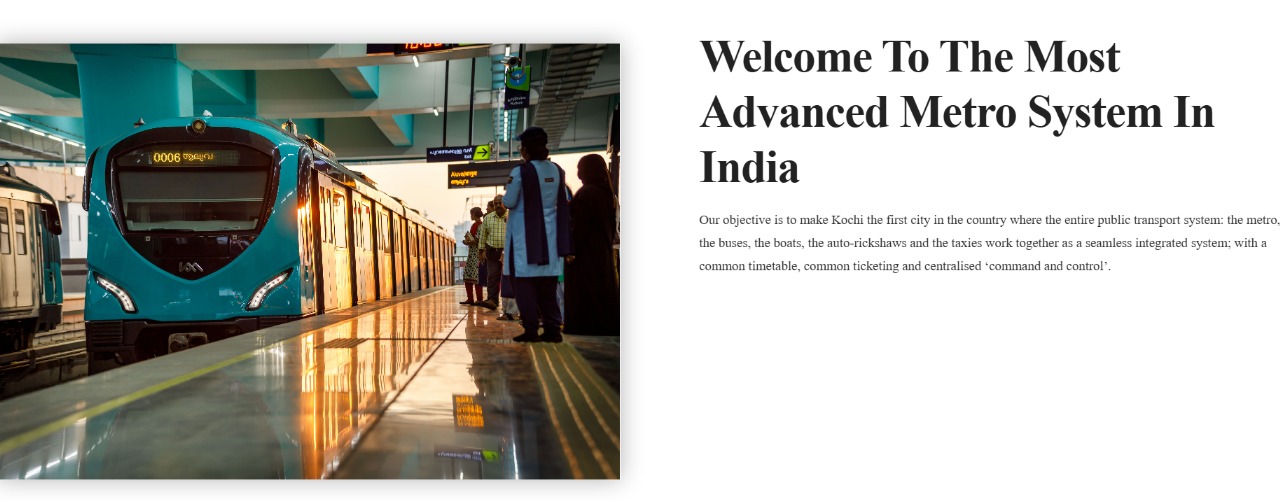 0006 ആലുവ
Welcome To The Most
Advanced Metro System In
India
Our objective is to make Kochi the first city in the country where the entire public transport system: the metro,
the buses, the boats, the auto-rickshaws and the taxies work together as a seamless integrated system; with a
common timetable, common ticketing and centralised ‘command and control’.